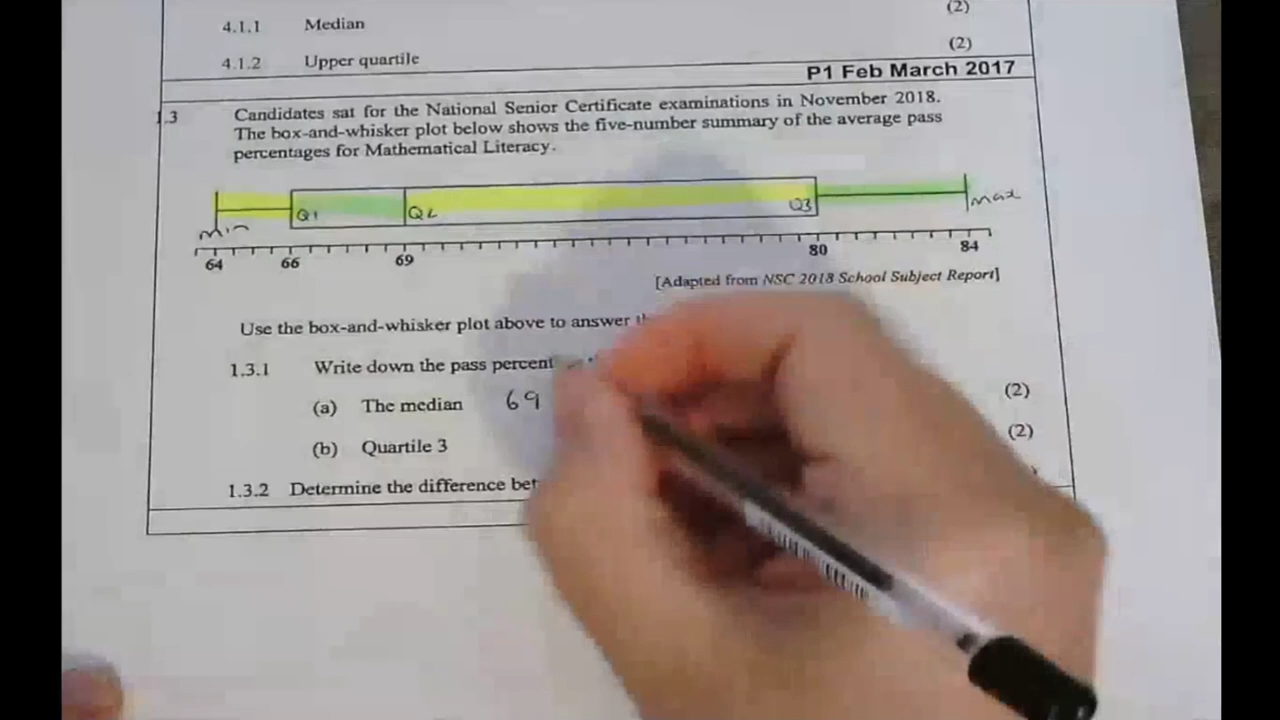 (2)
4.1.1 Median
(2)
4.1.2 Upper quartile
P1 Feb March 2017
1.3 Candidates sat for the National Senior Certificate examinations in November 2018.
The box-and-whisker plot below shows the five-number summary of the average pass
percentages for Mathematical Literacy.
min Q1 Q2 Q3 max
64 66 69 80 84
[Adapted from NSC 2018 School Subject Report]
Use the box-and-whisker plot above to answer
1.3.1 Write down the pass percent
(a) The median 69 (2)
(b) Quartile 3 (2)
1.3.2 Determine the difference bet